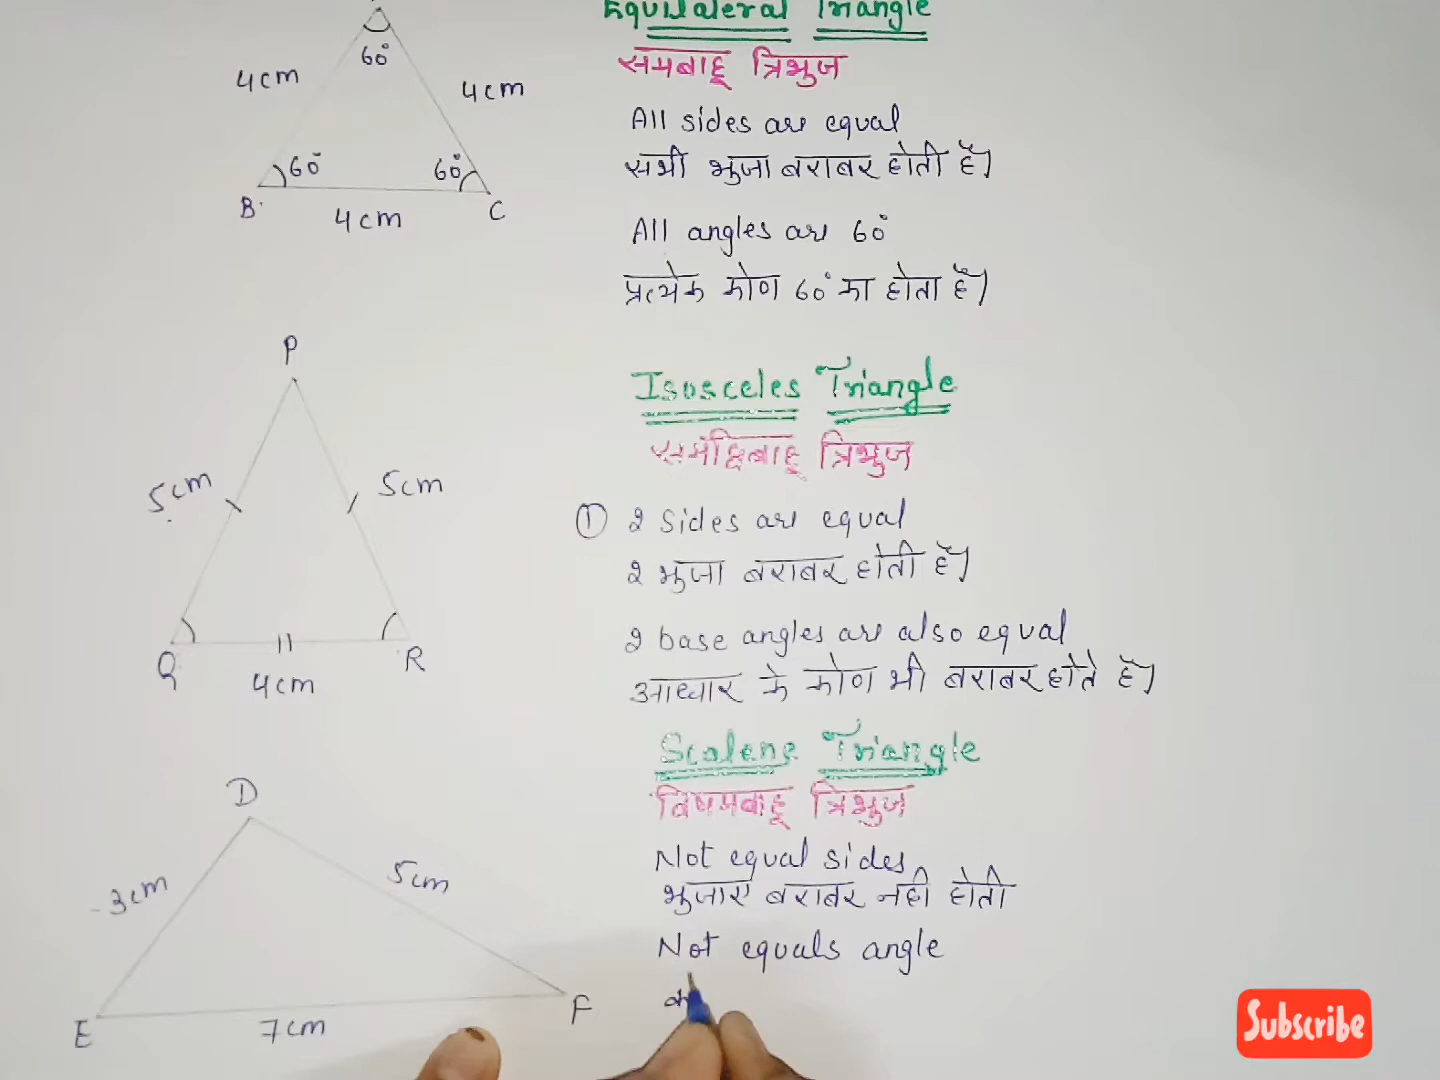 Equilateral Triangle
समबाहू त्रिभुज
60°
4cm
4cm
All sides are equal
सभी भुजा बराबर होती हैं।
60°
60°
B
4cm
C
All angles are 60°
प्रत्येक कोण 60° का होता है।
P
Isosceles Triangle
समद्विबाहू त्रिभुज
5cm
5cm
① 2 sides are equal
2 भुजा बराबर होती हैं।
Q
4cm
R
2 base angles are also equal
आधार के कोण भी बराबर होते हैं।
Scalene Triangle
विषमबाहू त्रिभुज
D
3cm
5cm
Not equal sides
भुजाएं बराबर नही होती
Not equals angle
E
7cm
F
Subscribe